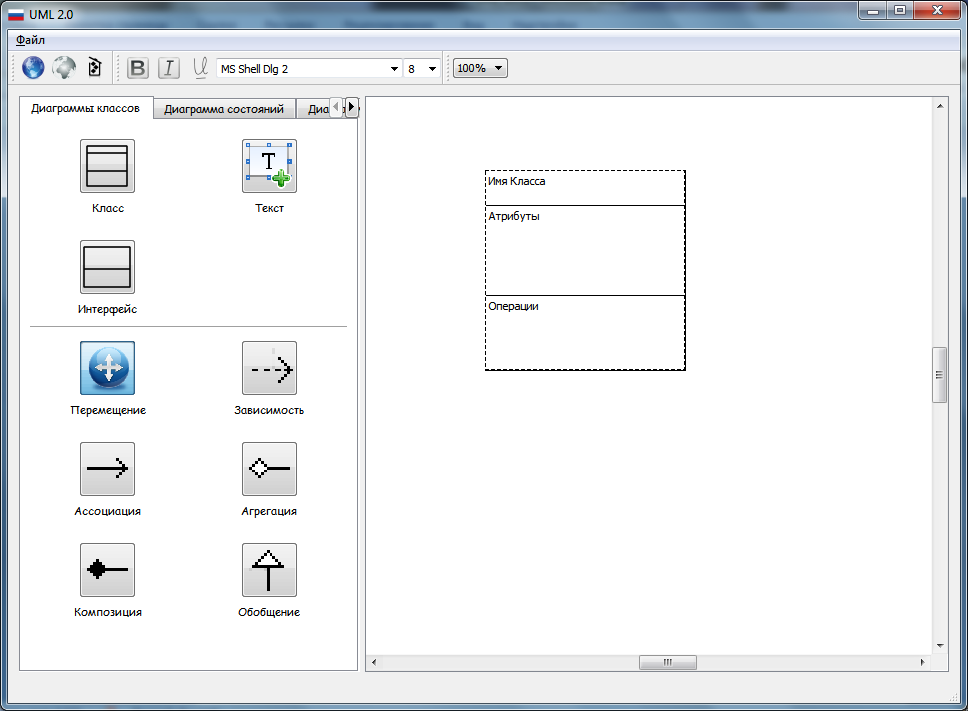 UML 2.0
Файл
B I U MS Shell Dlg 2 8 100%
Диаграммы классов Диаграмма состояний Диа
T
Класс Текст
Интерфейс
Перемещение Зависимость
Ассоциация Агрегация
Композиция Обобщение
Имя Класса
Атрибуты
Операции